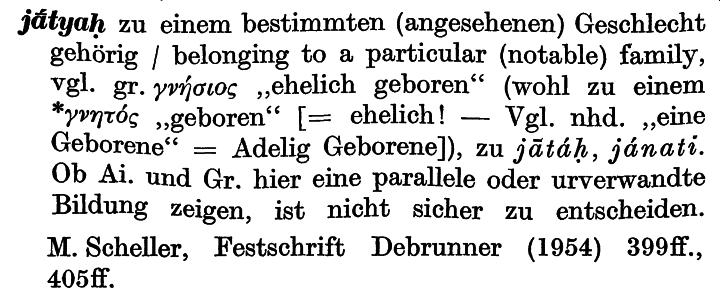 jā́tyaḥ zu einem bestimmten (angesehenen) Geschlecht
gehörig / belonging to a particular (notable) family,
vgl. gr. γνήσιος „ehelich geboren“ (wohl zu einem
*γνητός „geboren“ [= ehelich! — Vgl. nhd. „eine
Geborene“ = Adelig Geborene]), zu jātáḥ, jánati.
Ob Ai. und Gr. hier eine parallele oder urverwandte
Bildung zeigen, ist nicht sicher zu entscheiden.
M. Scheller, Festschrift Debrunner (1954) 399ff.,
405ff.